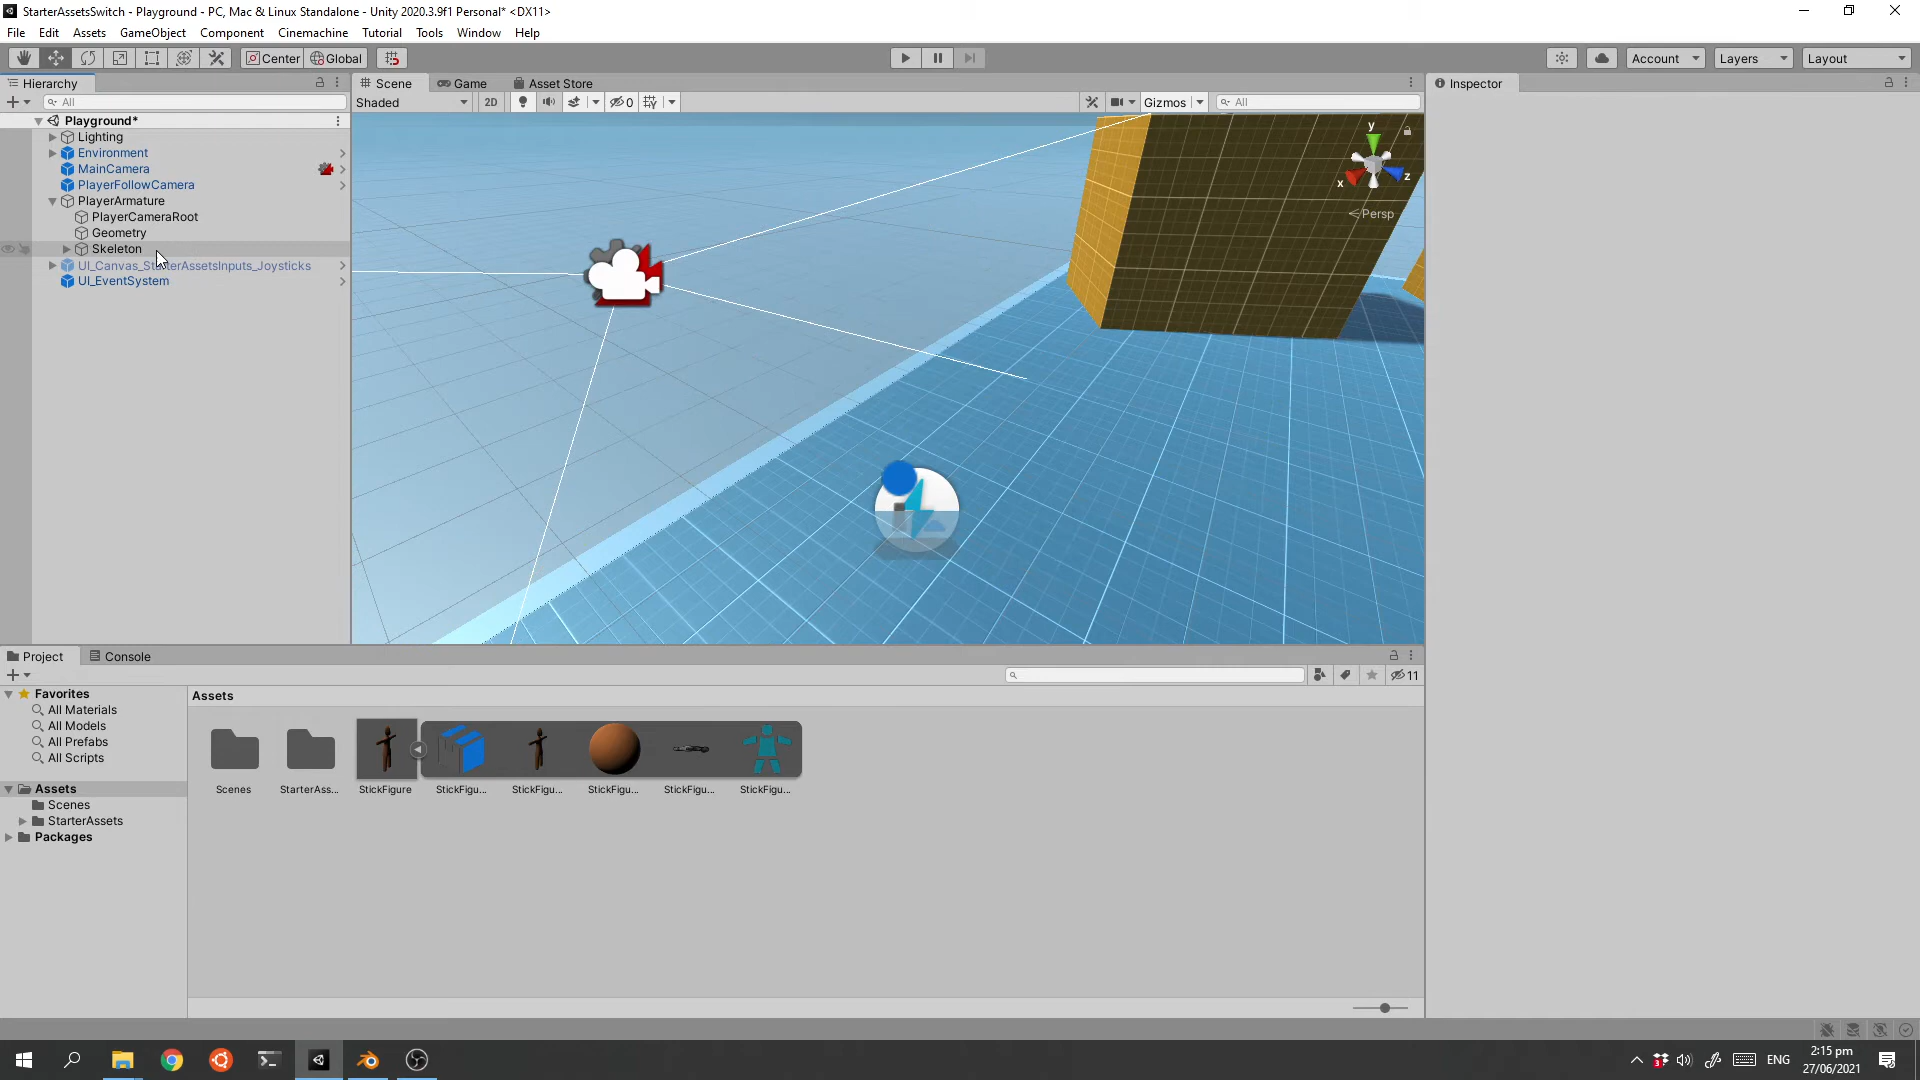 StarterAssetsSwitch - Playground - PC, Mac & Linux Standalone - Unity 2020.3.9f1 Personal* <DX11>
File Edit Assets GameObject Component Cinemachine Tutorial Tools Window Help
Center Global Account Layers Layout
Hierarchy Scene Game Asset Store Inspector
All Shaded 2D 0 Gizmos All
Playground*
Lighting
Environment
MainCamera
PlayerFollowCamera
PlayerArmature
PlayerCameraRoot
Geometry
Skeleton
UI_Canvas_StarterAssetsInputs_Joysticks
UI_EventSystem
y
x
z
Persp
Project Console
11
Favorites
All Materials
All Models
All Prefabs
All Scripts
Assets
Scenes
StarterAssets
Packages
Assets
Scenes StarterAss... StickFigure StickFigu... StickFigu... StickFigu... StickFigu... StickFigu...
ENG
2:15 pm
27/06/2021